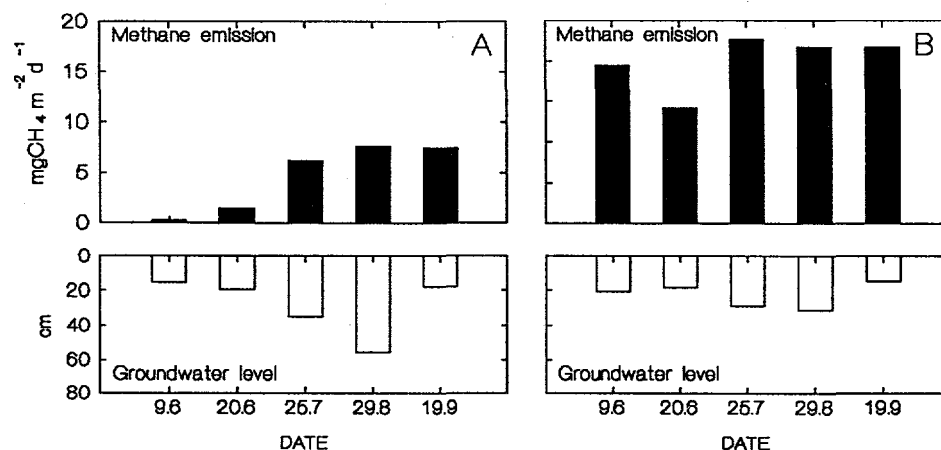 Methane emission A
Methane emission B
20
15
10
5
0
mgCH₄ m⁻² d⁻¹
0
20
40
60
80
cm
Groundwater level
Groundwater level
9.6 20.6 25.7 29.8 19.9
9.6 20.6 25.7 29.8 19.9
DATE
DATE